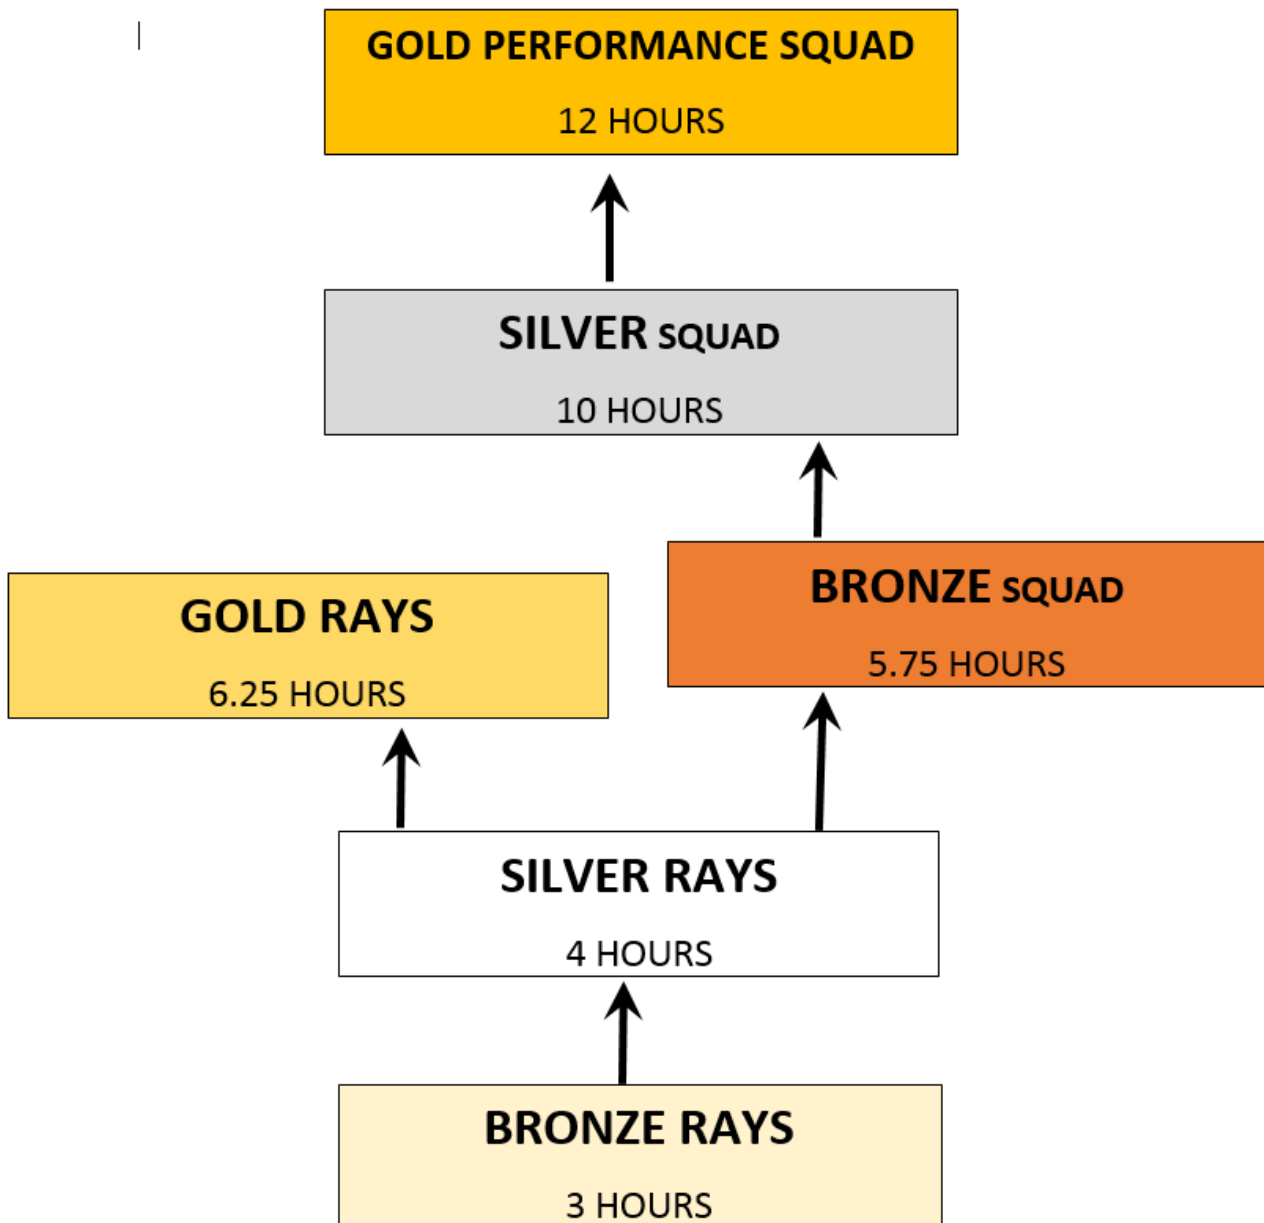 GOLD PERFORMANCE SQUAD
12 HOURS
SILVER SQUAD
10 HOURS
GOLD RAYS
6.25 HOURS
BRONZE SQUAD
5.75 HOURS
SILVER RAYS
4 HOURS
BRONZE RAYS
3 HOURS